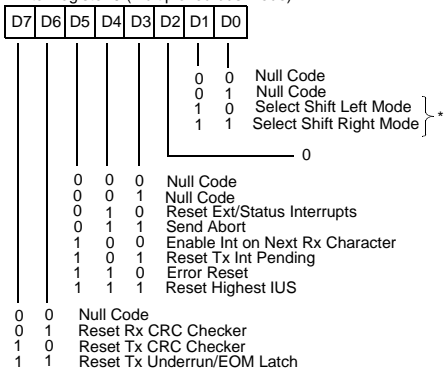 D7 D6 D5 D4 D3 D2 D1 D0
0 0 Null Code
0 1 Null Code
1 0 Select Shift Left Mode
1 1 Select Shift Right Mode
*
0
0 0 0 Null Code
0 0 1 Null Code
0 1 0 Reset Ext/Status Interrupts
0 1 1 Send Abort
1 0 0 Enable Int on Next Rx Character
1 0 1 Reset Tx Int Pending
1 1 0 Error Reset
1 1 1 Reset Highest IUS
0 0 Null Code
0 1 Reset Rx CRC Checker
1 0 Reset Tx CRC Checker
1 1 Reset Tx Underrun/EOM Latch